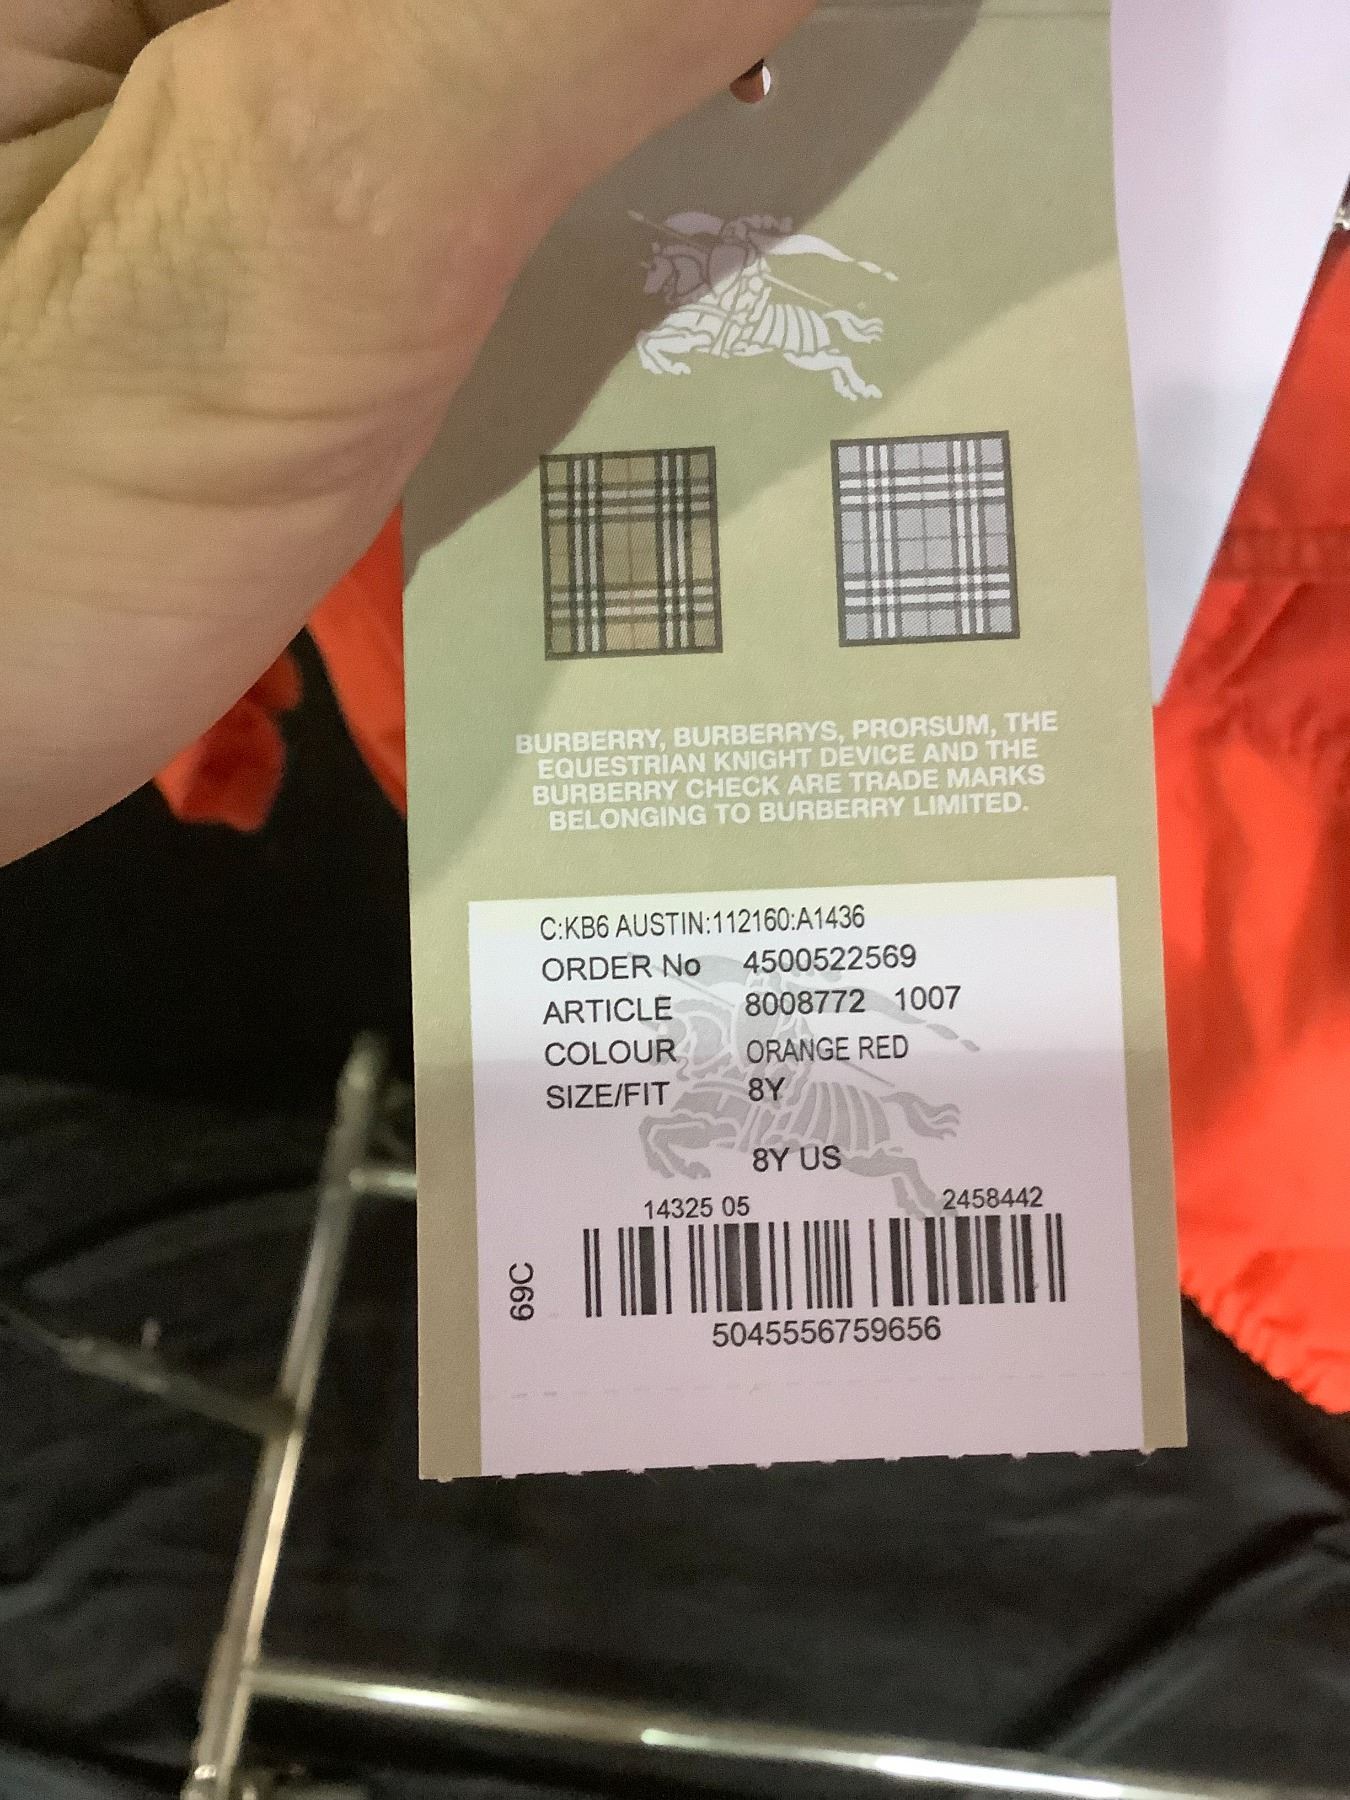 BURBERRY, BURBERRYS, PRORSUM, THE
EQUESTRIAN KNIGHT DEVICE AND THE
BURBERRY CHECK ARE TRADE MARKS
BELONGING TO BURBERRY LIMITED.
C:KB6 AUSTIN:112160:A1436
ORDER No 4500522569
ARTICLE 8008772 1007
COLOUR ORANGE RED
SIZE/FIT 8Y
8Y US
14325 05 2458442
69C
5045556759656